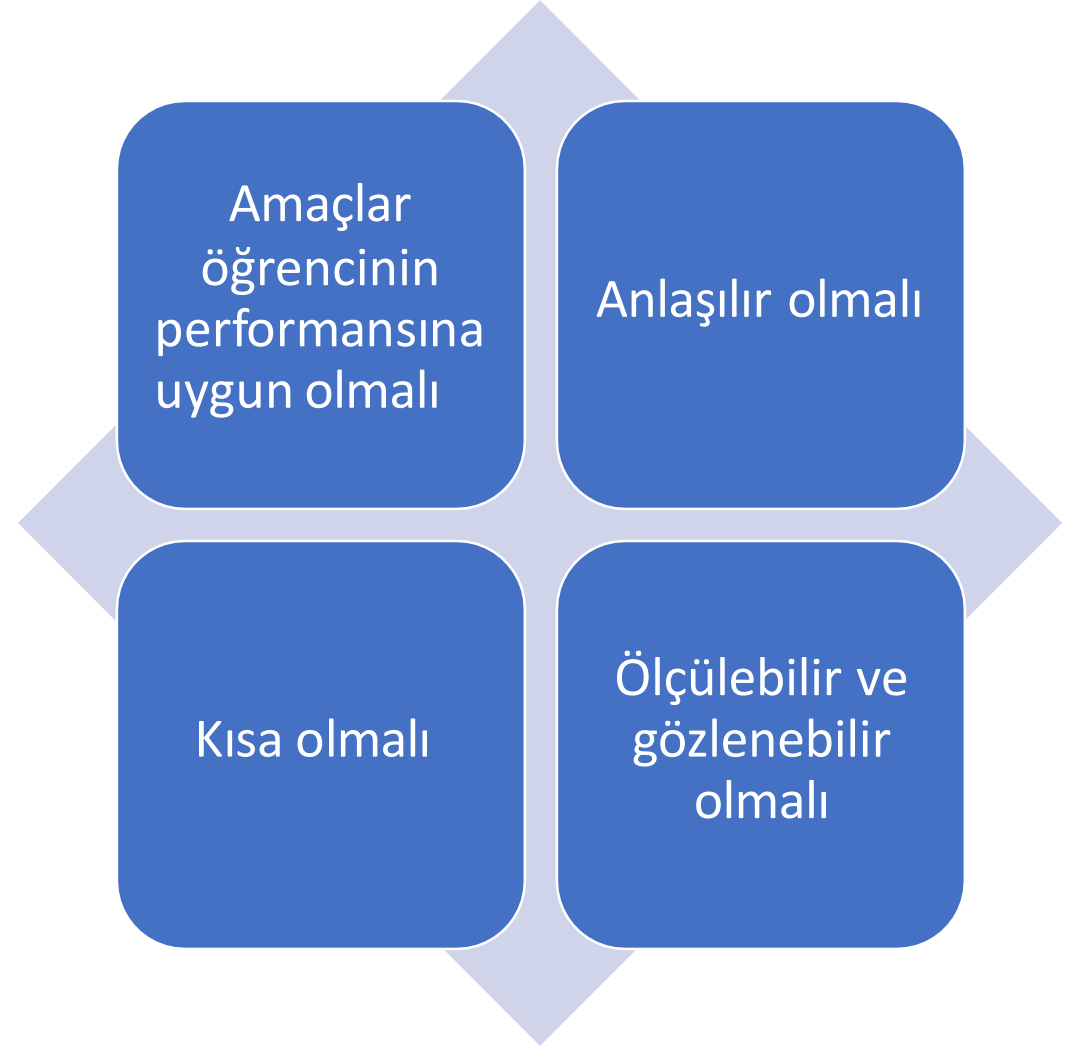 Amaçlar
öğrencinin
performansına
uygun olmalı
Anlaşılır olmalı
Kısa olmalı
Ölçülebilir ve
gözlenebilir
olmalı